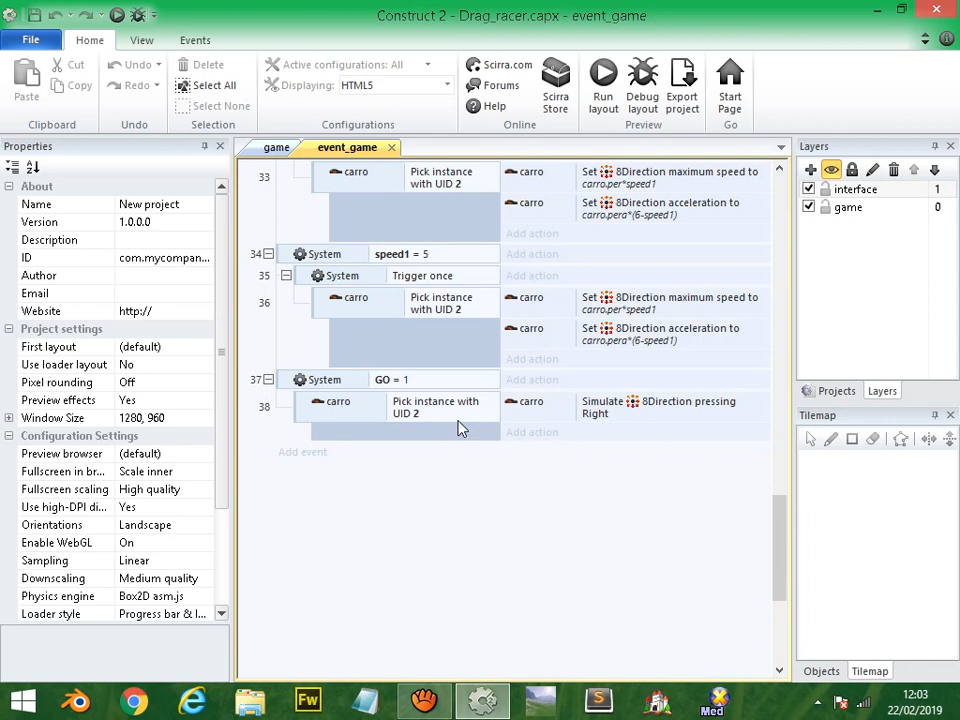 Construct 2 - Drag_racer.capx - event_game
File Home View Events
Paste Cut Copy
Clipboard
Undo
Redo
Undo
Delete
Select All
Select None
Selection
Active configurations: All
Displaying: HTML5
Configurations
Scirra.com
Forums
Help
Scirra Store
Online
Run layout
Debug layout
Export project
Preview
Start Page
Go
Properties
About
Name New project
Version 1.0.0.0
Description
ID com.mycompan...
Author
Email
Website http://
Project settings
First layout (default)
Use loader layout No
Pixel rounding Off
Preview effects Yes
Window Size 1280, 960
Configuration Settings
Preview browser (default)
Fullscreen in br... Scale inner
Fullscreen scaling High quality
Use high-DPI di... Yes
Orientations Landscape
Enable WebGL On
Sampling Linear
Downscaling Medium quality
Physics engine Box2D asm.js
Loader style Progress bar & l...
game event_game
33 carro Pick instance with UID 2 carro Set 8Direction maximum speed to carro.per*speed1
carro Set 8Direction acceleration to carro.pera*(6-speed1)
Add action
34 System speed1 = 5 Add action
35 System Trigger once Add action
36 carro Pick instance with UID 2 carro Set 8Direction maximum speed to carro.per*speed1
carro Set 8Direction acceleration to carro.pera*(6-speed1)
Add action
37 System GO = 1 Add action
38 carro Pick instance with UID 2 carro Simulate 8Direction pressing Right
Add action
Add event
Layers
interface 1
game 0
Projects Layers
Tilemap
Objects Tilemap
Fw
S
Med
12:03
22/02/2019